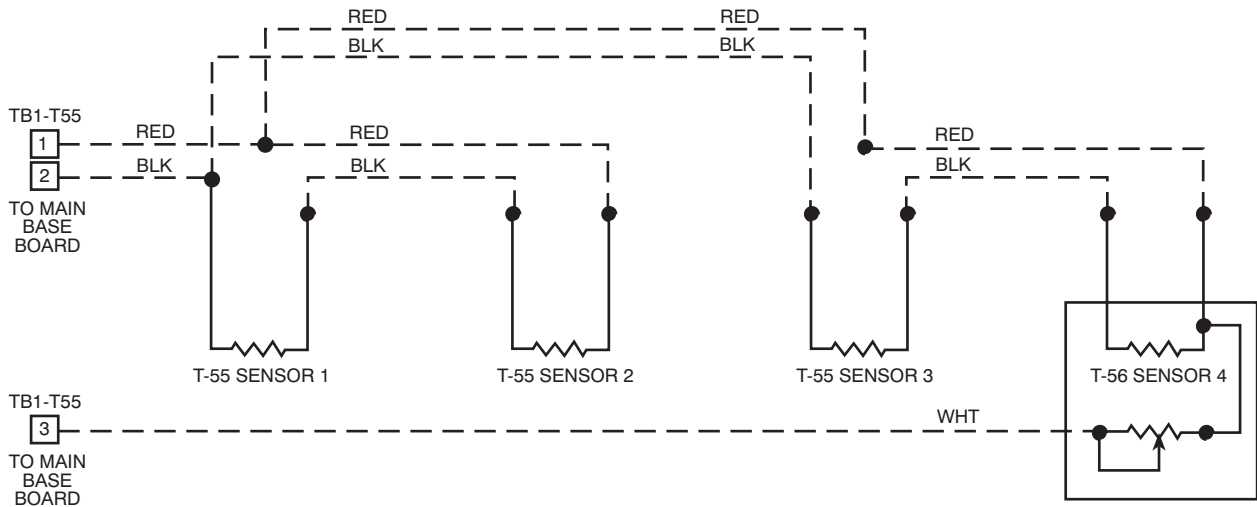 RED RED
BLK BLK
TB1-T55
1 RED RED RED
2 BLK BLK BLK
TO MAIN
BASE
BOARD
T-55 SENSOR 1 T-55 SENSOR 2 T-55 SENSOR 3 T-56 SENSOR 4
TB1-T55
3 WHT
TO MAIN
BASE
BOARD